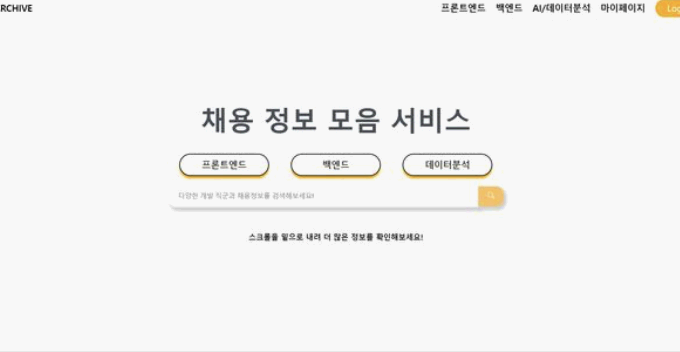 RCHIVE
프론트엔드 백엔드 AI/데이터분석 마이페이지
채용 정보 모음 서비스
프론트엔드 백엔드 데이터분석
다양한 개발 직군과 채용정보를 검색해보세요!
스크롤을 밑으로 내려 더 많은 정보를 확인해보세요!